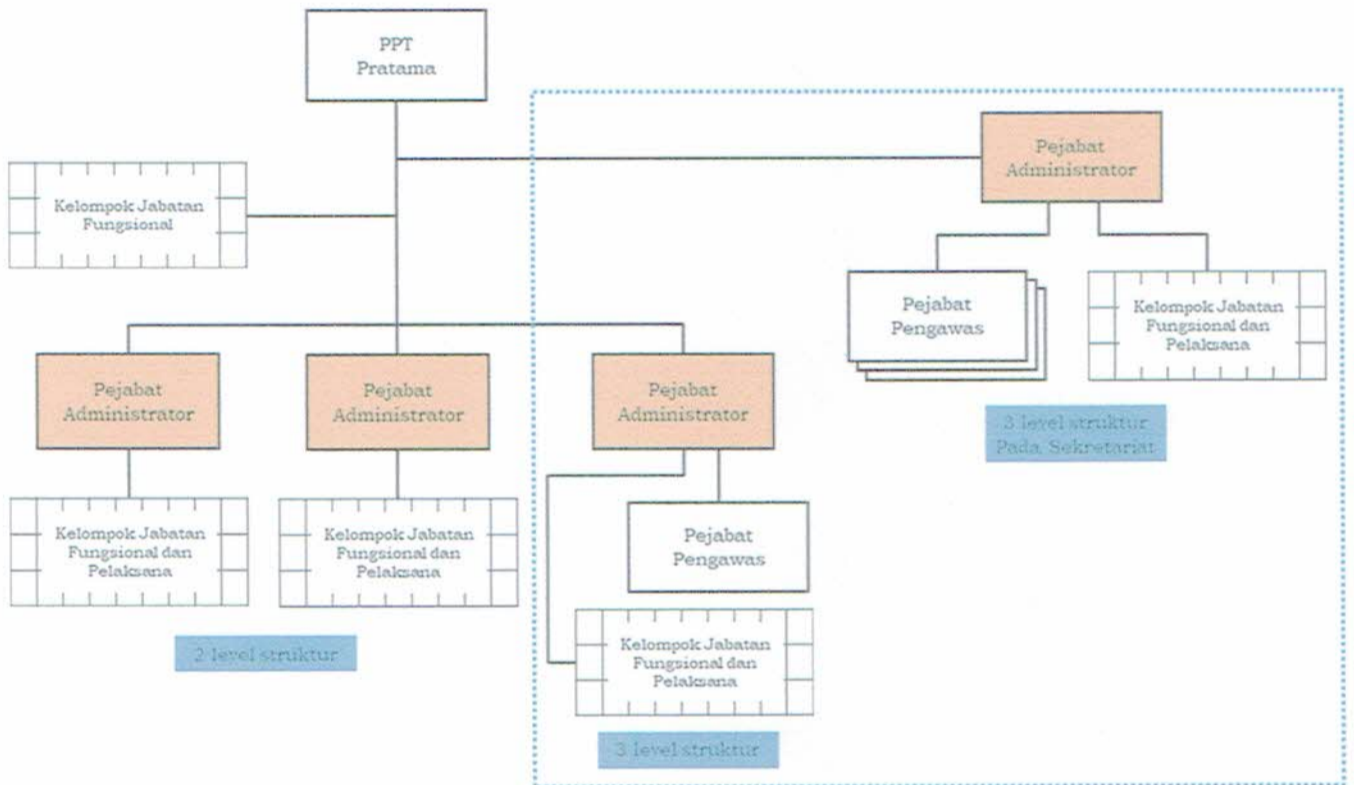 PPT
Pratama
Pejabat
Administrator
Kelompok Jabatan
Fungsional
Pejabat
Pengawas
Kelompok Jabatan
Fungsional dan
Pelaksana
3 level struktur
Pada Sekretariat
Pejabat
Administrator
Pejabat
Administrator
Pejabat
Administrator
Kelompok Jabatan
Fungsional dan
Pelaksana
Kelompok Jabatan
Fungsional dan
Pelaksana
Pejabat
Pengawas
2 level struktur
Kelompok Jabatan
Fungsional dan
Pelaksana
3 level struktur